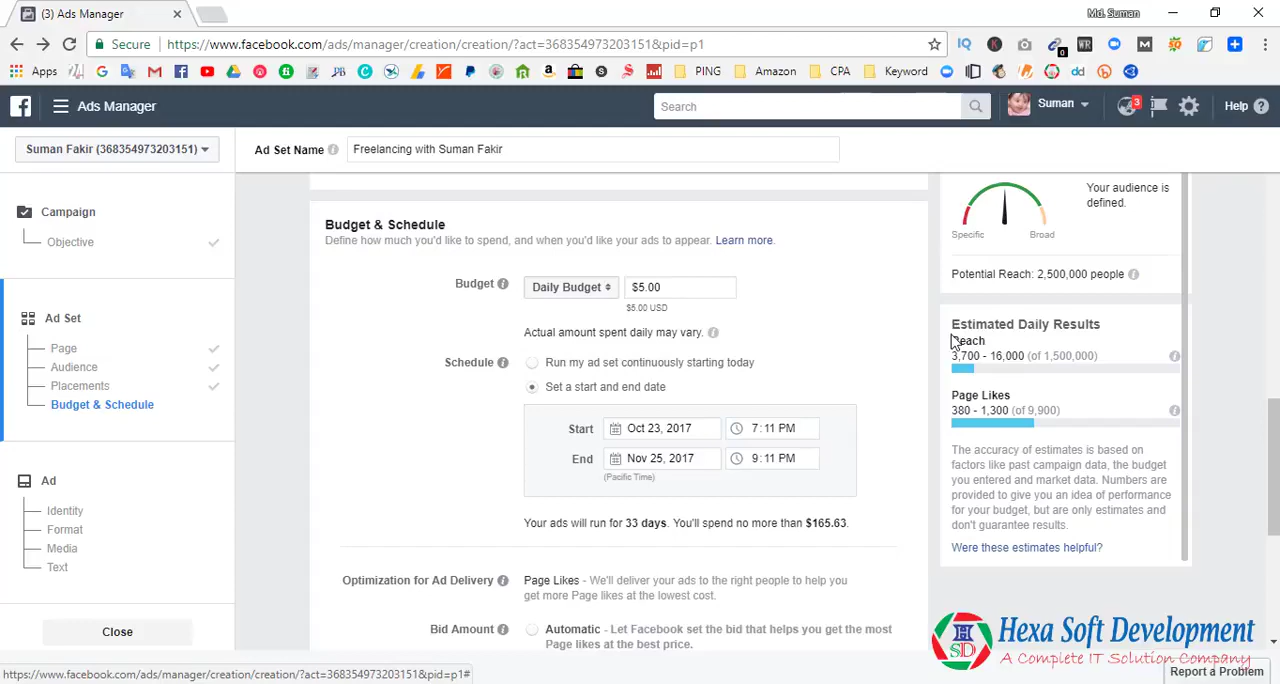 (3) Ads Manager
Md. Suman
Secure
https://www.facebook.com/ads/manager/creation/creation/?act=368354973203151&pid=p1
Apps
PING
Amazon
CPA
Keyword
Ads Manager
Search
Suman
3
Help
Suman Fakir (368354973203151)
Ad Set Name
Freelancing with Suman Fakir
Campaign
Objective
Ad Set
Page
Audience
Placements
Budget & Schedule
Ad
Identity
Format
Media
Text
Close
Budget & Schedule
Define how much you'd like to spend, and when you'd like your ads to appear. Learn more.
Budget
Daily Budget
$5.00
$5.00 USD
Actual amount spent daily may vary.
Schedule
Run my ad set continuously starting today
Set a start and end date
Start
Oct 23, 2017
7:11 PM
End
Nov 25, 2017
9:11 PM
(Pacific Time)
Your ads will run for 33 days. You'll spend no more than $165.63.
Optimization for Ad Delivery
Page Likes - We'll deliver your ads to the right people to help you
get more Page likes at the lowest cost.
Bid Amount
Automatic - Let Facebook set the bid that helps you get the most
Page likes at the best price.
Your audience is
defined.
Specific
Broad
Potential Reach: 2,500,000 people
Estimated Daily Results
Reach
3,700 - 16,000 (of 1,500,000)
Page Likes
380 - 1,300 (of 9,900)
The accuracy of estimates is based on
factors like past campaign data, the budget
you entered and market data. Numbers are
provided to give you an idea of performance
for your budget, but are only estimates and
don't guarantee results.
Were these estimates helpful?
Hexa Soft Development
A Complete IT Solution Company
Report a Problem
https://www.facebook.com/ads/manager/creation/creation/?act=368354973203151&pid=p1#